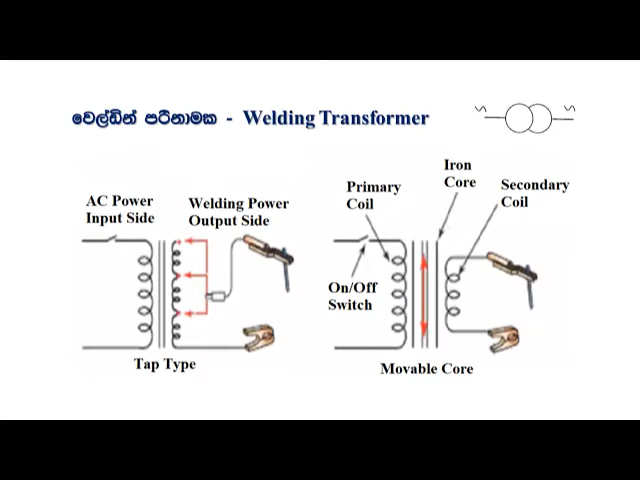 වෙල්ඩින් පරිනාමක - Welding Transformer
AC Power
Input Side
Welding Power
Output Side
Tap Type
Primary
Coil
Iron
Core
Secondary
Coil
On/Off
Switch
Movable Core